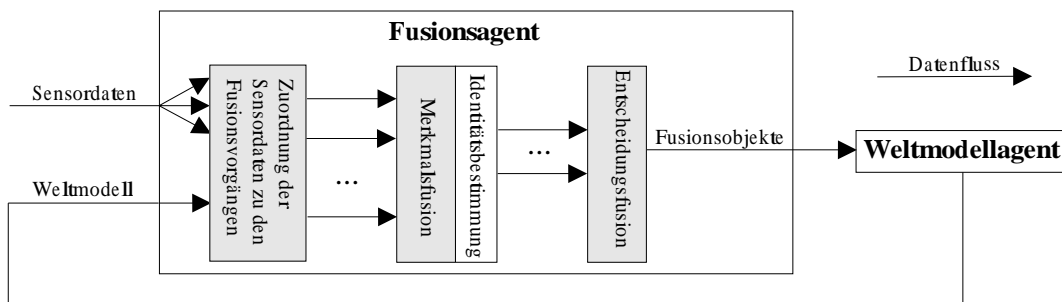 Fusionsagent
Sensordaten
Weltmodell
Zuordnung der
Sensordaten zu den
Fusionsvorgängen
...
Merkmalsfusion
Identitätsbestimmung
...
Entscheidungsfusion
Fusionsobjekte
Datenfluss
Weltmodellagent